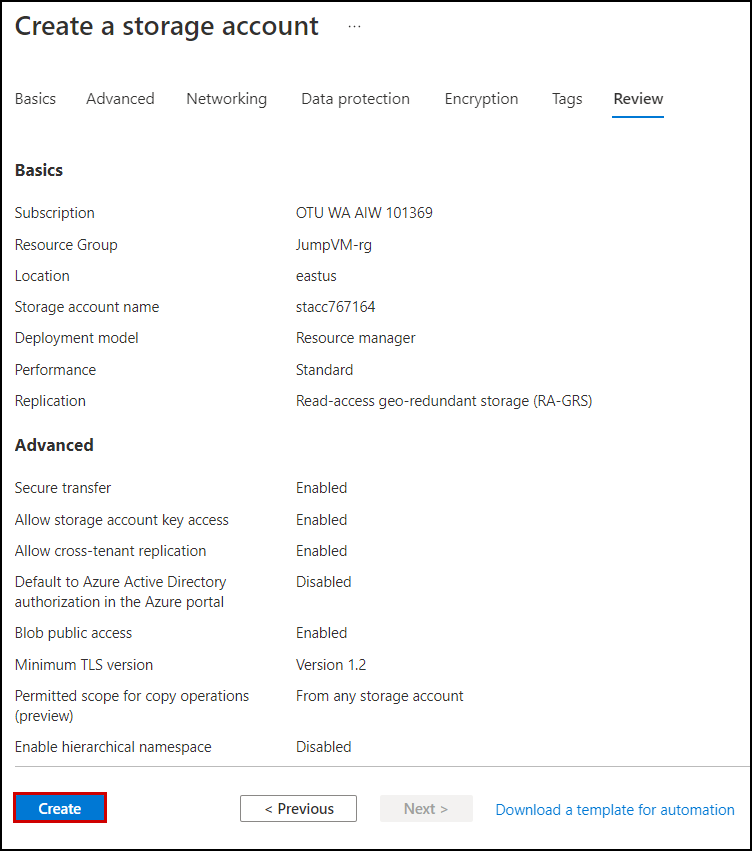 Create a storage account ...
Basics Advanced Networking Data protection Encryption Tags Review
Basics
Subscription OTU WA AIW 101369
Resource Group JumpVM-rg
Location eastus
Storage account name stacc767164
Deployment model Resource manager
Performance Standard
Replication Read-access geo-redundant storage (RA-GRS)
Advanced
Secure transfer Enabled
Allow storage account key access Enabled
Allow cross-tenant replication Enabled
Default to Azure Active Directory Disabled
authorization in the Azure portal
Blob public access Enabled
Minimum TLS version Version 1.2
Permitted scope for copy operations From any storage account
(preview)
Enable hierarchical namespace Disabled
Create < Previous Next > Download a template for automation